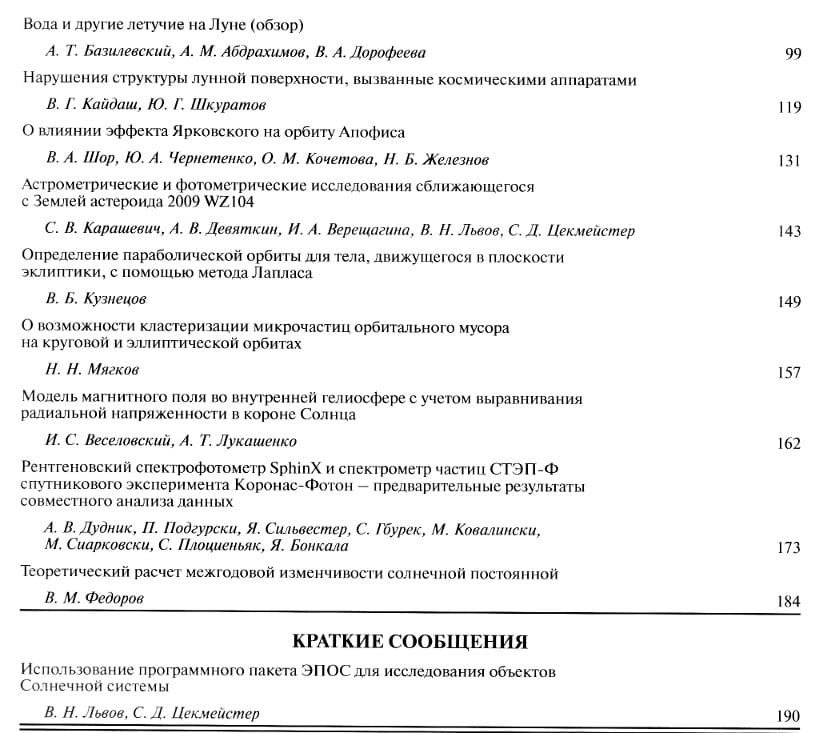 Вода и другие летучие на Луне (обзор)
А. Т. Базилевский, А. М. Абдрахимов, В. А. Дорофеева 99
Нарушения структуры лунной поверхности, вызванные космическими аппаратами
В. Г. Кайдаш, Ю. Г. Шкуратов 119
О влиянии эффекта Ярковского на орбиту Апофиса
В. А. Шор, Ю. А. Чернетенко, О. М. Кочетова, Н. Б. Железнов 131
Астрометрические и фотометрические исследования сближающегося
с Землей астероида 2009 WZ104
С. В. Карашевич, А. В. Девяткин, И. А. Верещагина, В. Н. Львов, С. Д. Цекмейстер 143
Определение параболической орбиты для тела, движущегося в плоскости
эклиптики, с помощью метода Лапласа
В. Б. Кузнецов 149
О возможности кластеризации микрочастиц орбитального мусора
на круговой и эллиптической орбитах
Н. Н. Мягков 157
Модель магнитного поля во внутренней гелиосфере с учетом выравнивания
радиальной напряженности в короне Солнца
И. С. Веселовский, А. Т. Лукашенко 162
Рентгеновский спектрофотометр SphinX и спектрометр частиц СТЭП-Ф
спутникового эксперимента Коронас-Фотон – предварительные результаты
совместного анализа данных
А. В. Дудник, П. Подгурски, Я. Сильвестер, С. Гбурек, М. Ковалински,
М. Сиарковски, С. Плоциеньяк, Я. Бонкала 173
Теоретический расчет межгодовой изменчивости солнечной постоянной
В. М. Федоров 184
КРАТКИЕ СООБЩЕНИЯ
Использование программного пакета ЭПОС для исследования объектов
Солнечной системы
В. Н. Львов, С. Д. Цекмейстер 190